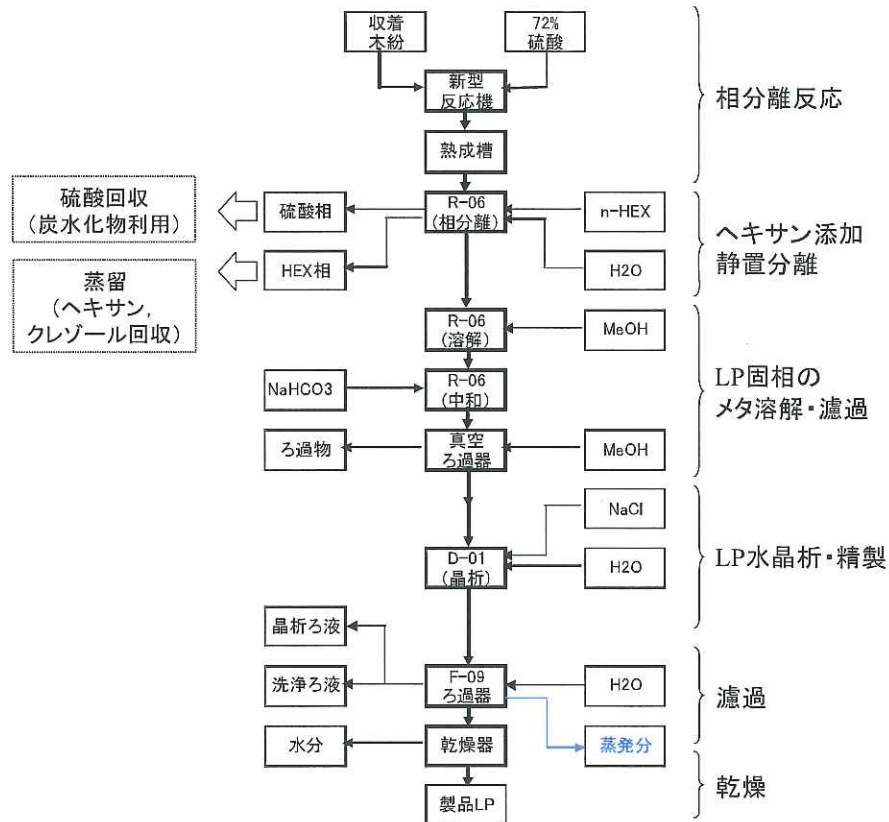 収着
木紛
72%
硫酸
新型
反応機
相分離反応
熟成槽
硫酸回収
(炭水化物利用)
硫酸相
R-06
(相分離)
n-HEX
ヘキサン添加
静置分離
蒸留
(ヘキサン,
クレゾール回収)
HEX相
H2O
R-06
(溶解)
MeOH
LP固相の
メタ溶解・濾過
NaHCO3
R-06
(中和)
ろ過物
真空
ろ過器
MeOH
NaCl
LP水晶析・精製
D-01
(晶析)
H2O
晶析ろ液
洗浄ろ液
F-09
ろ過器
H2O
濾過
水分
乾燥器
蒸発分
乾燥
製品LP